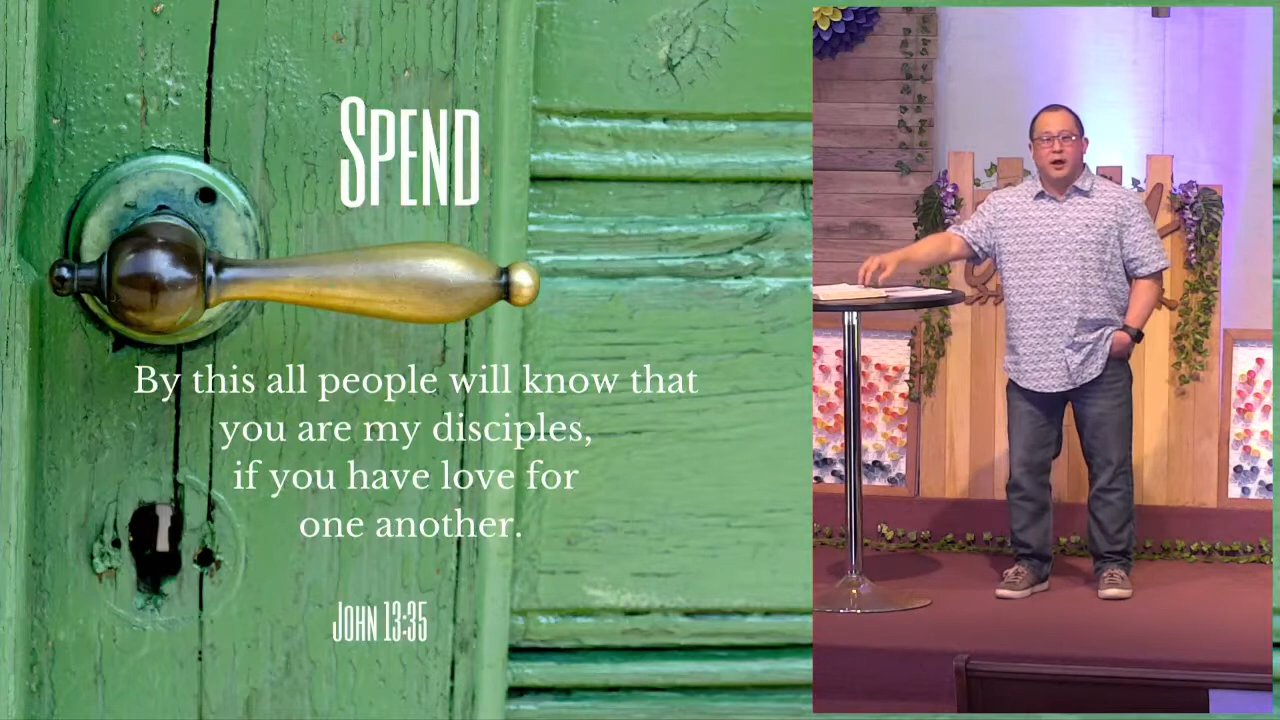 SPEND
By this all people will know that
you are my disciples,
if you have love for
one another.
JOHN 13:35